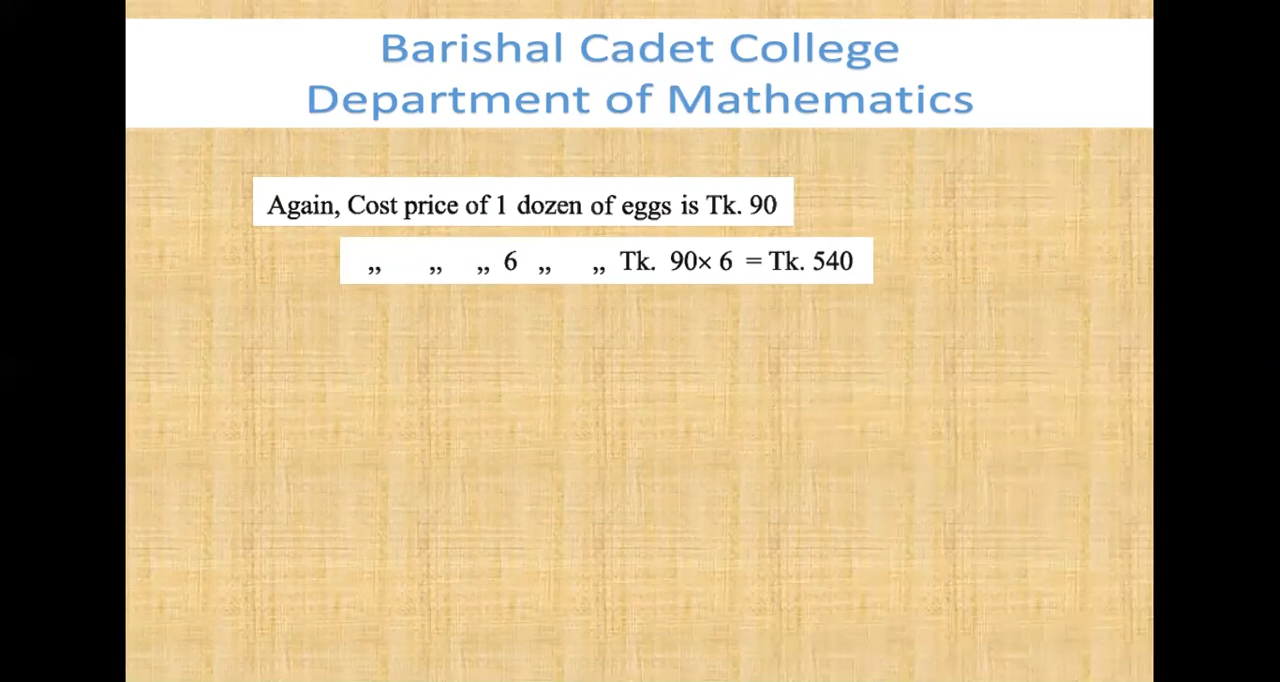 Barishal Cadet College
Department of Mathematics
Again, Cost price of 1 dozen of eggs is Tk. 90
,, ,, ,, 6 ,, ,, Tk. 90× 6 = Tk. 540